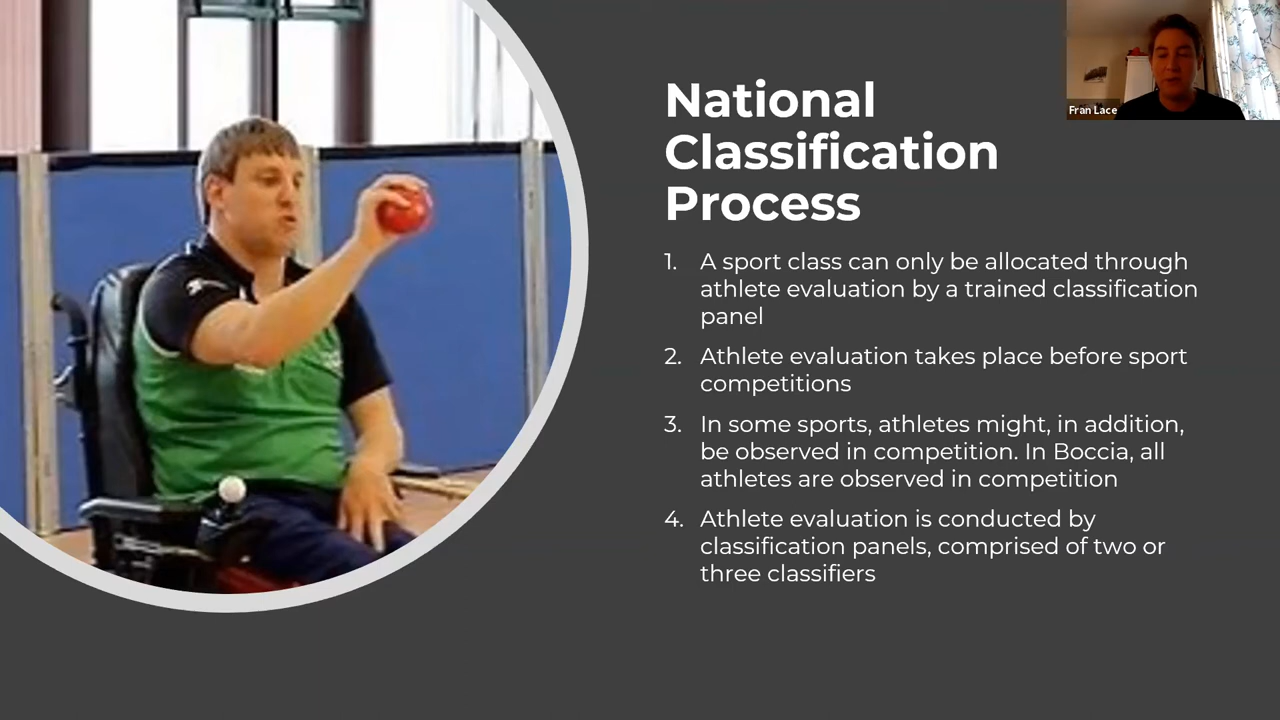 National
Classification
Process
Fran Lace
1. A sport class can only be allocated through
athlete evaluation by a trained classification
panel
2. Athlete evaluation takes place before sport
competitions
3. In some sports, athletes might, in addition,
be observed in competition. In Boccia, all
athletes are observed in competition
4. Athlete evaluation is conducted by
classification panels, comprised of two or
three classifiers